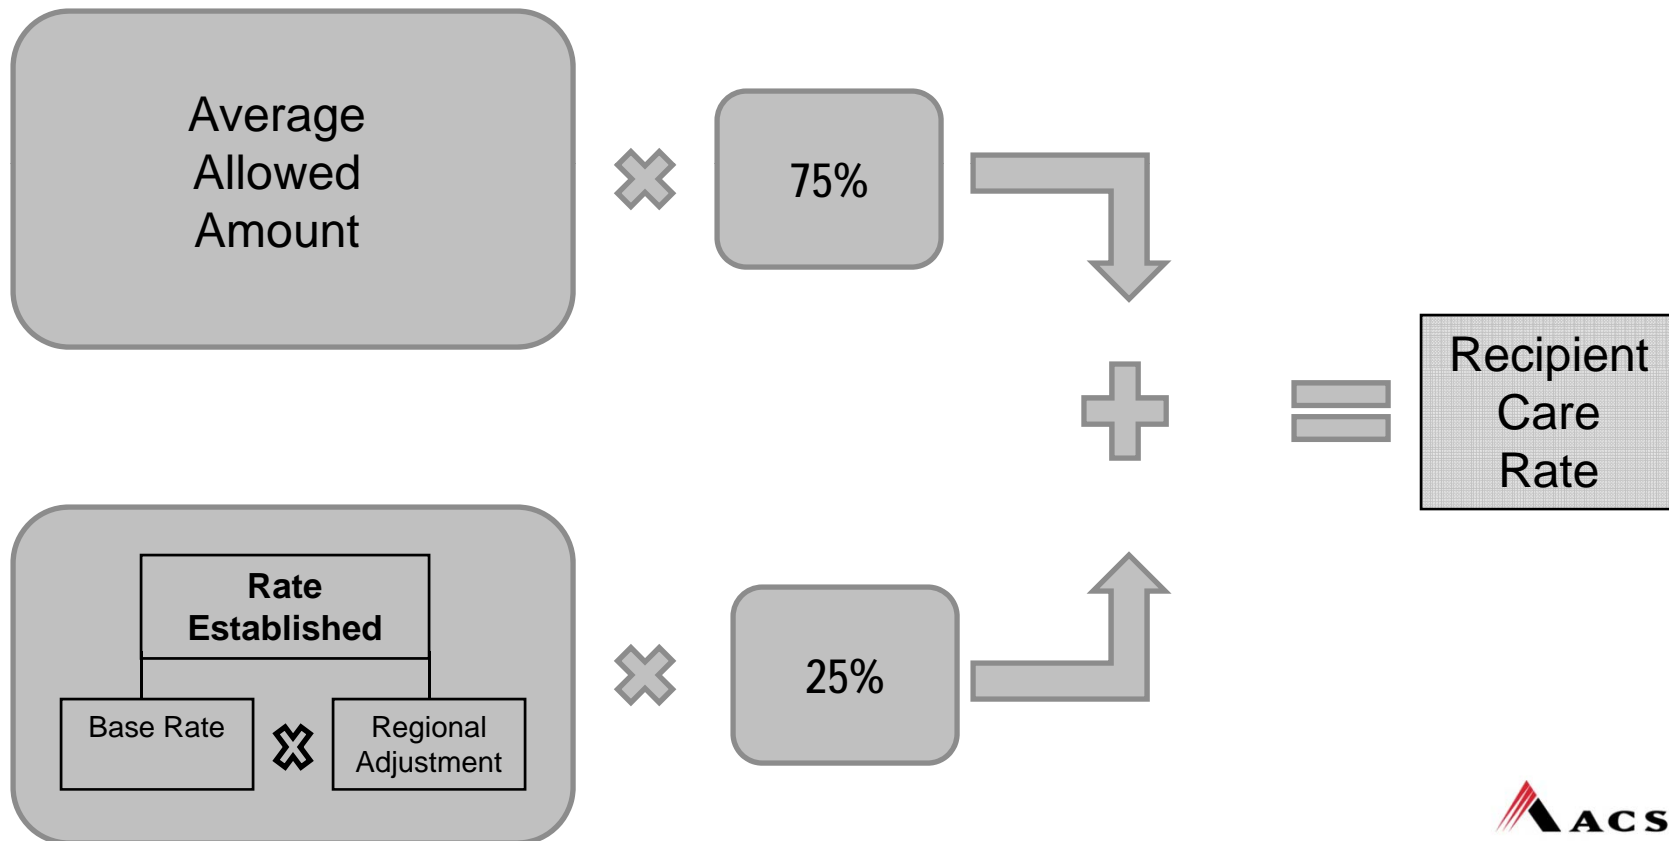 Average
Allowed
Amount
75%
Rate
Established
Base Rate
Regional
Adjustment
25%
Recipient
Care
Rate
ACS